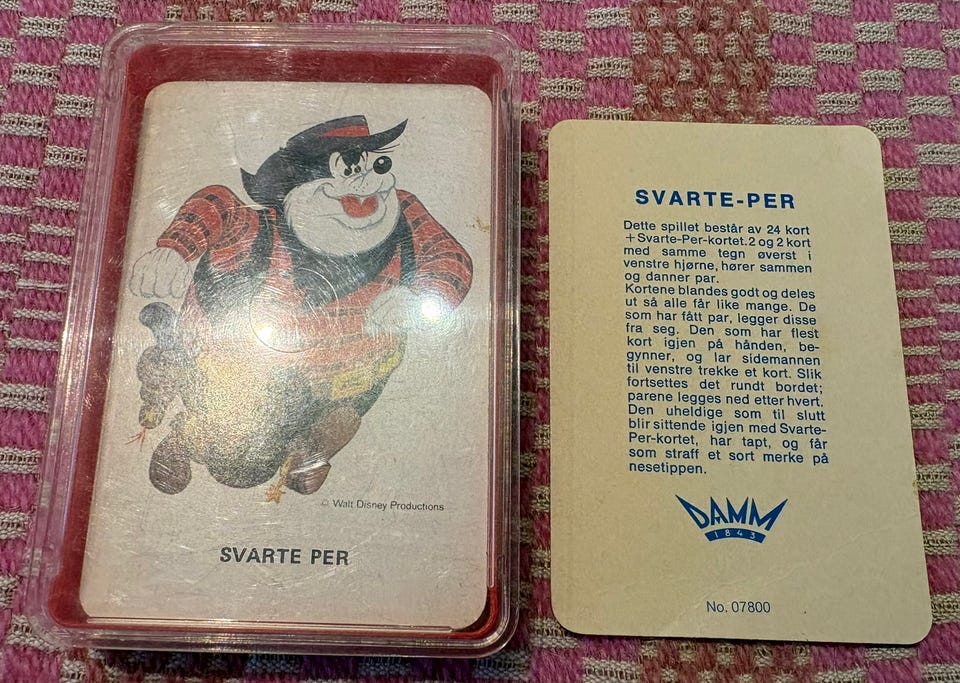 © Walt Disney Productions
SVARTE PER
SVARTE-PER
Dette spillet består av 24 kort
+Svarte-Per-kortet.2 og 2 kort
med samme tegn øverst i
venstre hjørne, hører sammen
og danner par.
Kortene blandes godt og deles
ut så alle får like mange. De
som har fått par, legger disse
fra seg. Den som har flest
kort igjen på hånden, be-
gynner, og lar sidemannen
til venstre trekke et kort. Slik
fortsettes det rundt bordet;
parene legges ned etter hvert.
Den uheldige som til slutt
blir sittende igjen med Svarte-
Per-kortet, har tapt, og får
som straff et sort merke på
nesetippen.
DAMM
1843
No. 07800